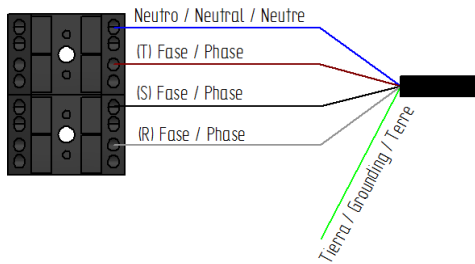 Neutro / Neutral / Neutre
(T) Fase / Phase
(S) Fase / Phase
(R) Fase / Phase
Tierra / Grounding / Terre